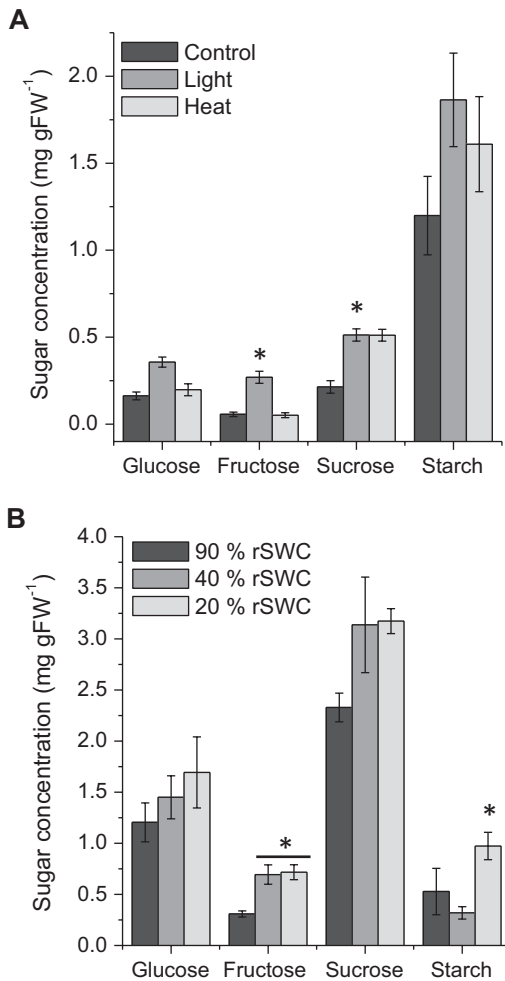 A
Control
Light
Heat
Sugar concentration (mg gFW⁻¹)
2.0
1.5
1.0
0.5
0.0
*
*
Glucose Fructose Sucrose Starch
B
90 % rSWC
40 % rSWC
20 % rSWC
Sugar concentration (mg gFW⁻¹)
4.0
3.5
3.0
2.5
2.0
1.5
1.0
0.5
0.0
*
*
Glucose Fructose Sucrose Starch